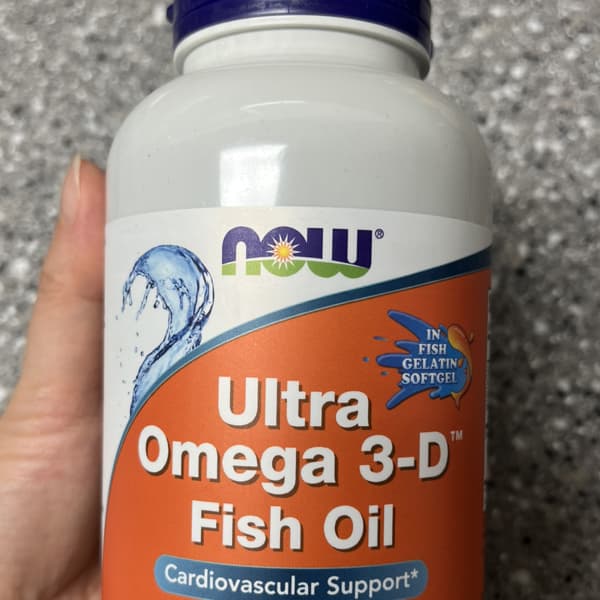 NOW®
IN
FISH
GELATIN
SOFTGEL
Ultra
Omega 3-D™
Fish Oil
Cardiovascular Support*